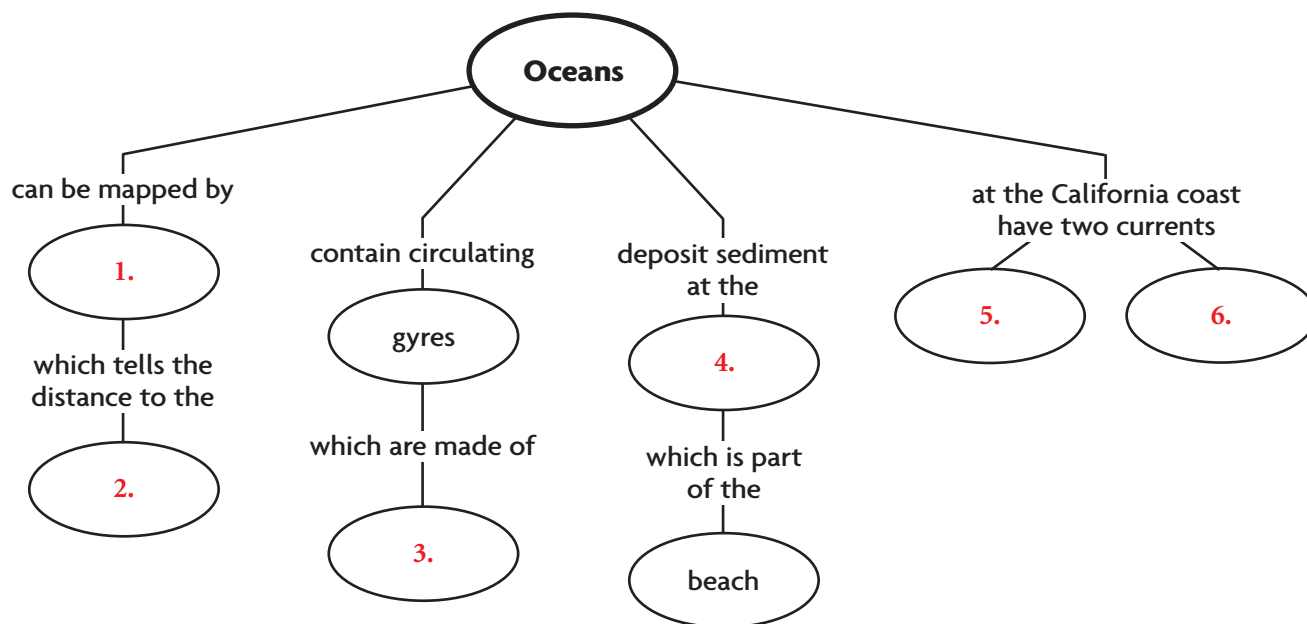 Oceans
can be mapped by
1.
which tells the
distance to the
2.
contain circulating
gyres
which are made of
3.
deposit sediment
at the
4.
which is part
of the
beach
at the California coast
have two currents
5.
6.